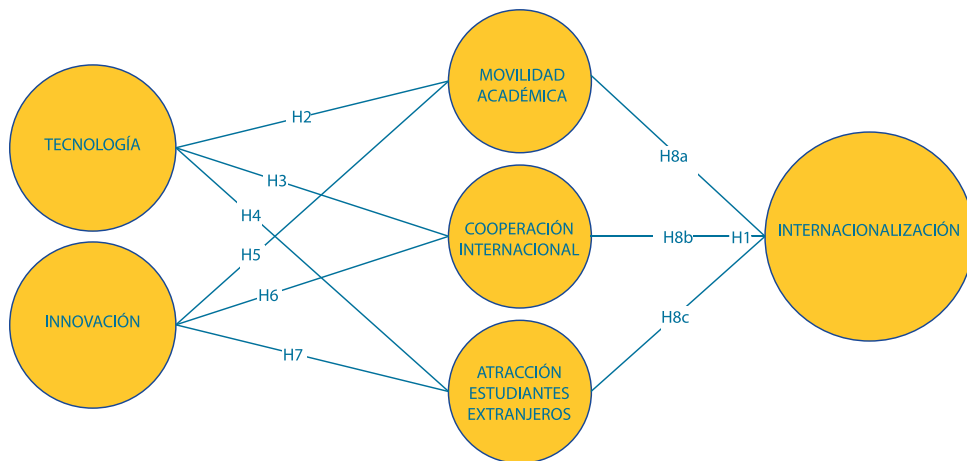 TECNOLOGÍA
INNOVACIÓN
H2
H3
H4
H5
H6
H7
MOVILIDAD
ACADÉMICA
COOPERACIÓN
INTERNACIONAL
ATRACCIÓN
ESTUDIANTES
EXTRANJEROS
H8a
H8b
H1
H8c
INTERNACIONALIZACIÓN